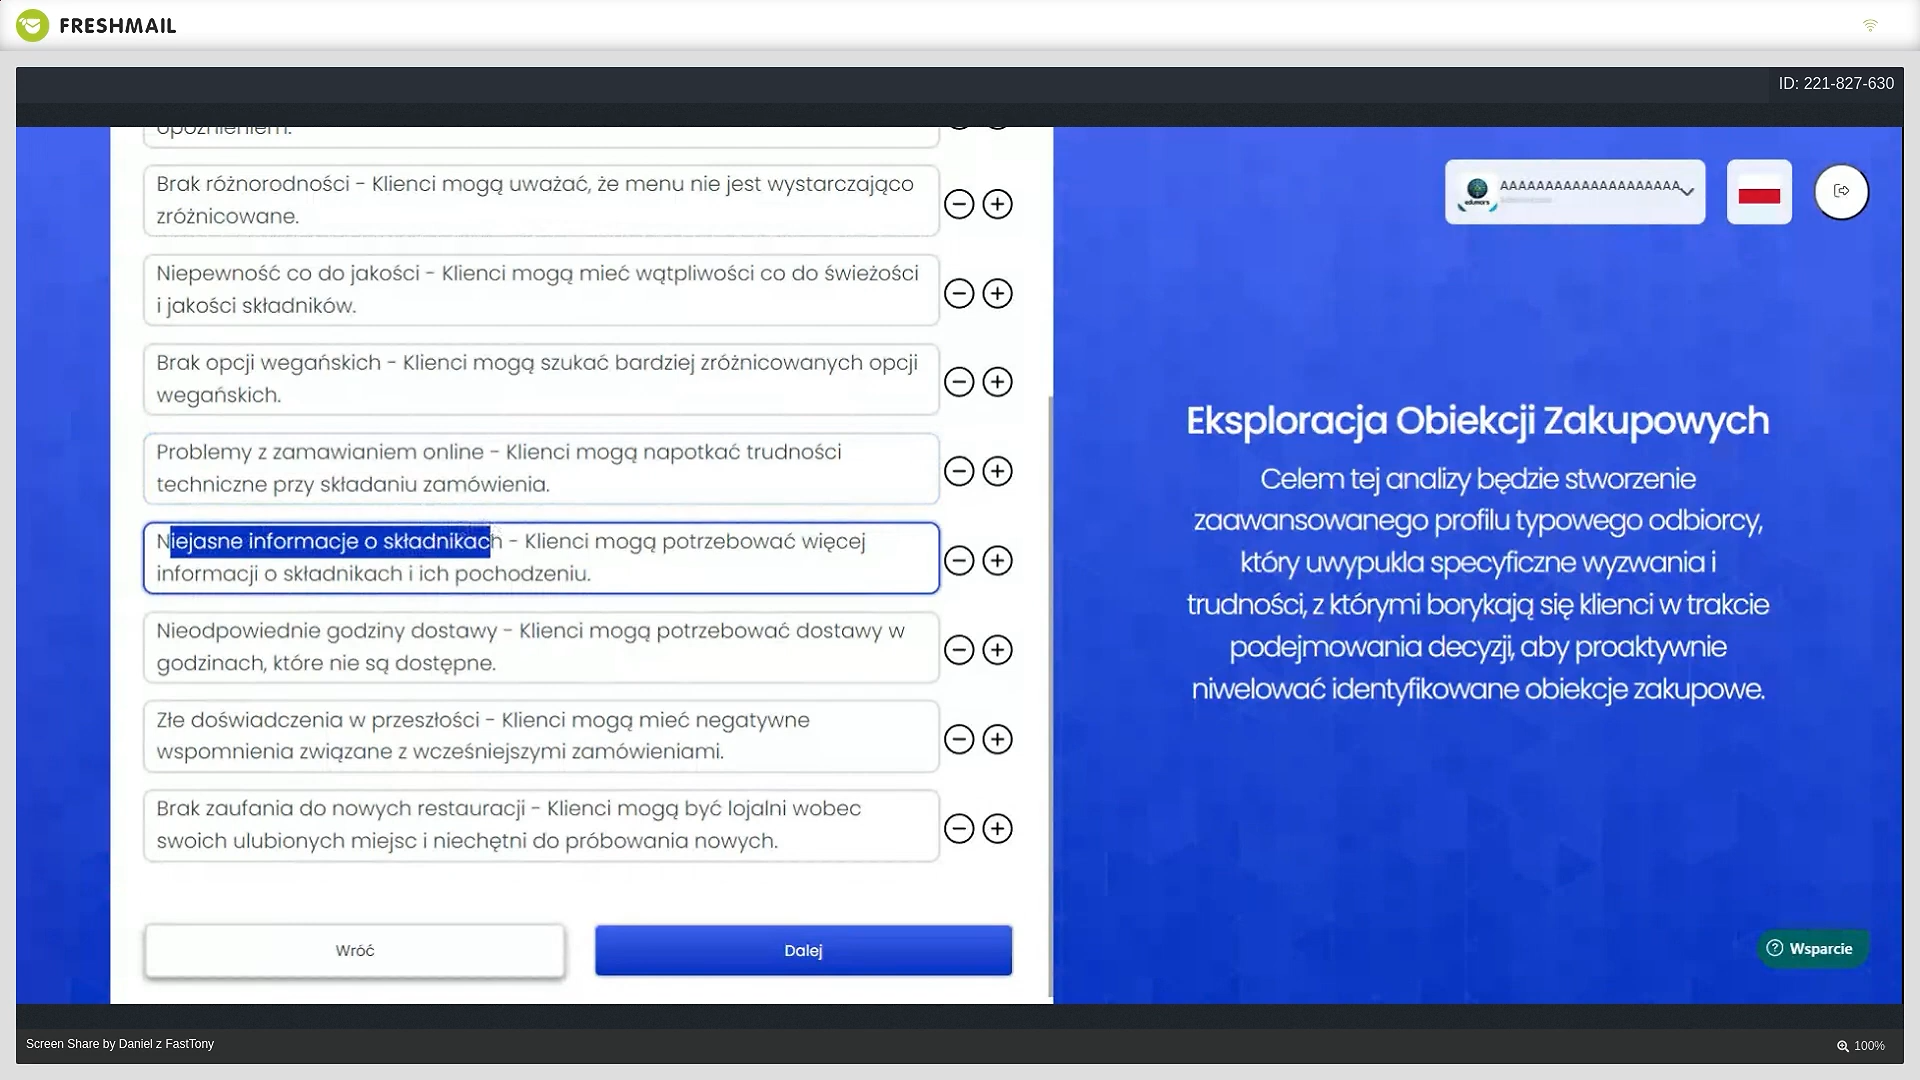 FRESHMAIL
ID: 221-827-630
opóźnieniem.
Brak różnorodności - Klienci mogą uważać, że menu nie jest wystarczająco
zróżnicowane.
Niepewność co do jakości - Klienci mogą mieć wątpliwości co do świeżości
i jakości składników.
Brak opcji wegańskich - Klienci mogą szukać bardziej zróżnicowanych opcji
wegańskich.
Problemy z zamawianiem online - Klienci mogą napotkać trudności
techniczne przy składaniu zamówienia.
Niejasne informacje o składnikach - Klienci mogą potrzebować więcej
informacji o składnikach i ich pochodzeniu.
Nieodpowiednie godziny dostawy - Klienci mogą potrzebować dostawy w
godzinach, które nie są dostępne.
Złe doświadczenia w przeszłości - Klienci mogą mieć negatywne
wspomnienia związane z wcześniejszymi zamówieniami.
Brak zaufania do nowych restauracji - Klienci mogą być lojalni wobec
swoich ulubionych miejsc i niechętni do próbowania nowych.
Wróć
Dalej
edumars
AAAAAAAAAAAAAAAAAAAA
Eksploracja Obiekcji Zakupowych
Celem tej analizy będzie stworzenie
zaawansowanego profilu typowego odbiorcy,
który uwypukla specyficzne wyzwania i
trudności, z którymi borykają się klienci w trakcie
podejmowania decyzji, aby proaktywnie
niwelować identyfikowane obiekcje zakupowe.
Wsparcie
Screen Share by Daniel z FastTony
100%